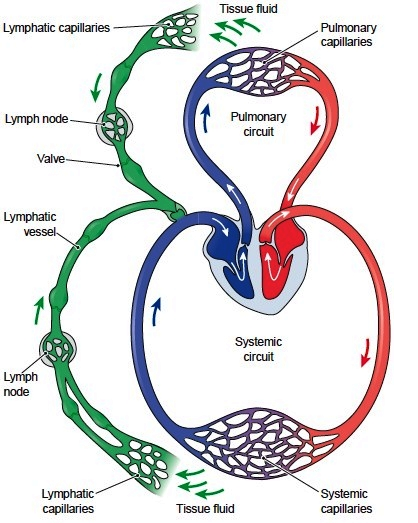 Tissue fluid
Lymphatic capillaries
Pulmonary
capillaries
Lymph node
Pulmonary
circuit
Valve
Lymphatic
vessel
Systemic
circuit
Lymph
node
Lymphatic
capillaries
Tissue fluid
Systemic
capillaries